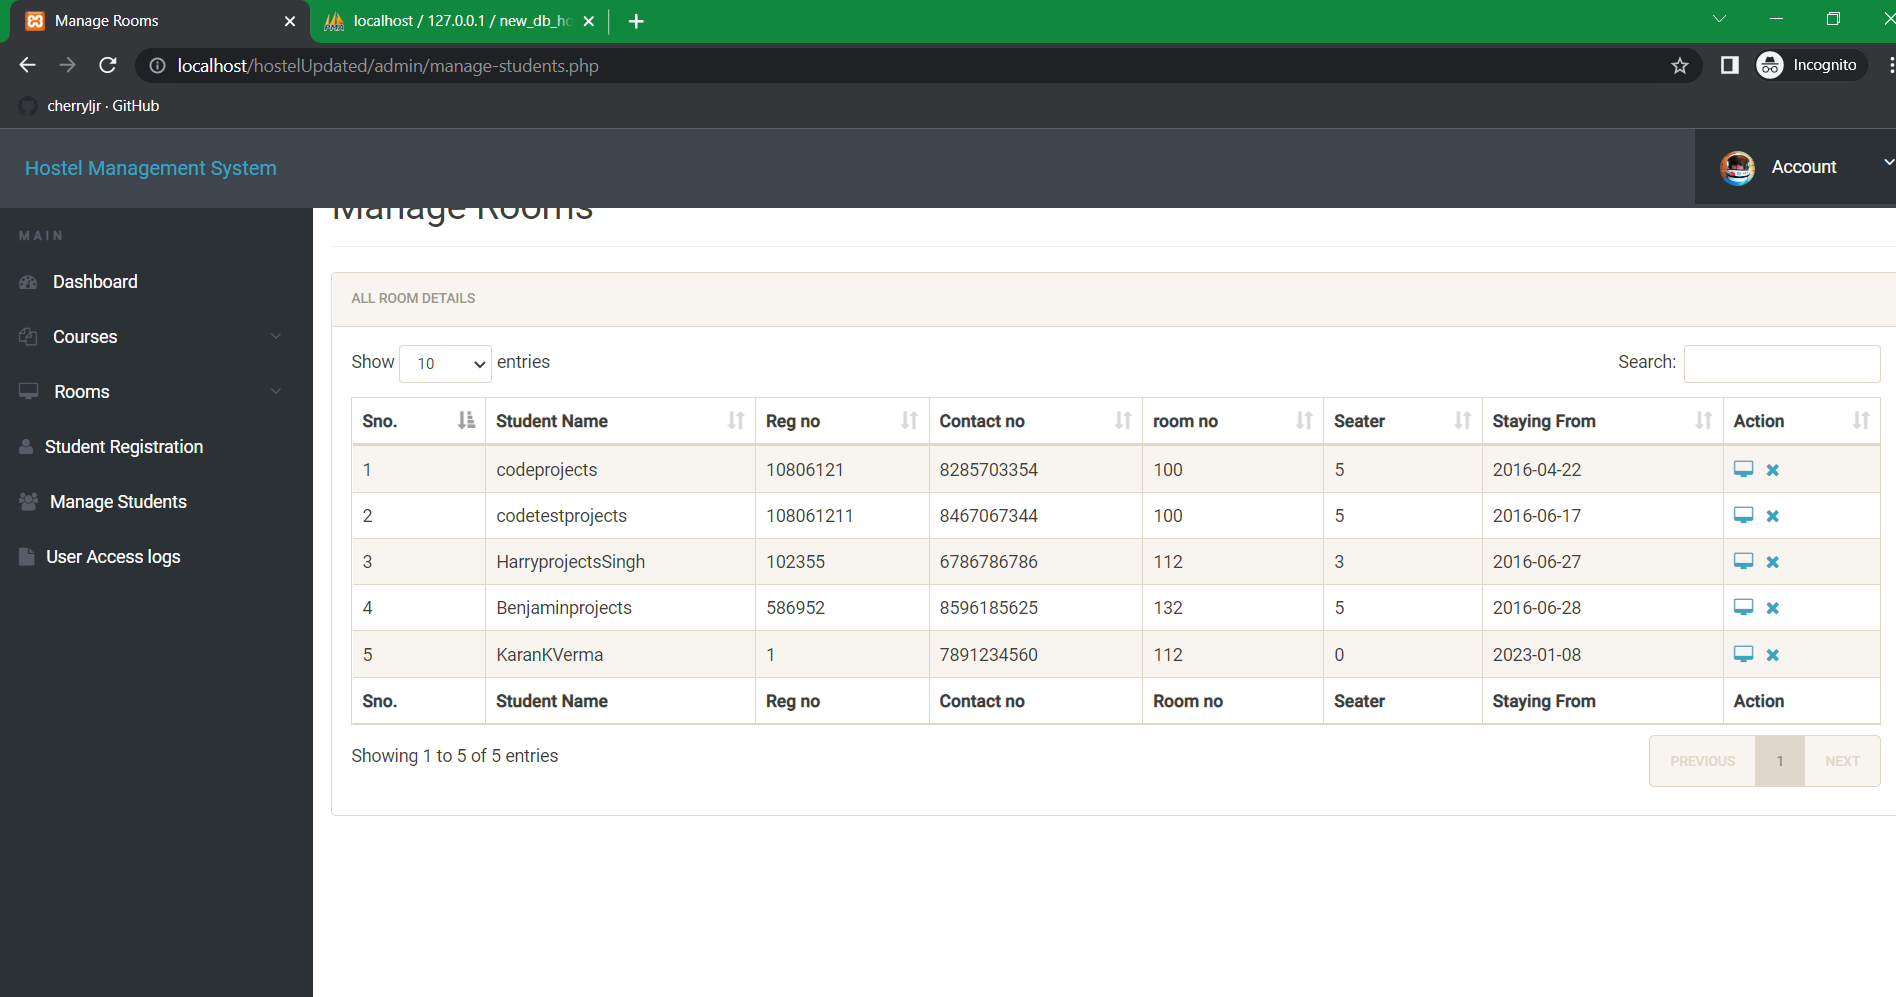 Manage Rooms
localhost / 127.0.0.1 / new_db_ho
localhost/hostelUpdated/admin/manage-students.php
Incognito
cherryljr · GitHub
Hostel Management System
Account
MAIN
Dashboard
Courses
Rooms
Student Registration
Manage Students
User Access logs
Manage Rooms
ALL ROOM DETAILS
Show 10 entries
Search:
Sno. Student Name Reg no Contact no room no Seater Staying From Action
1 codeprojects 10806121 8285703354 100 5 2016-04-22
2 codetestprojects 108061211 8467067344 100 5 2016-06-17
3 HarryprojectsSingh 102355 6786786786 112 3 2016-06-27
4 Benjaminprojects 586952 8596185625 132 5 2016-06-28
5 KaranKVerma 1 7891234560 112 0 2023-01-08
Sno. Student Name Reg no Contact no Room no Seater Staying From Action
Showing 1 to 5 of 5 entries
PREVIOUS 1 NEXT